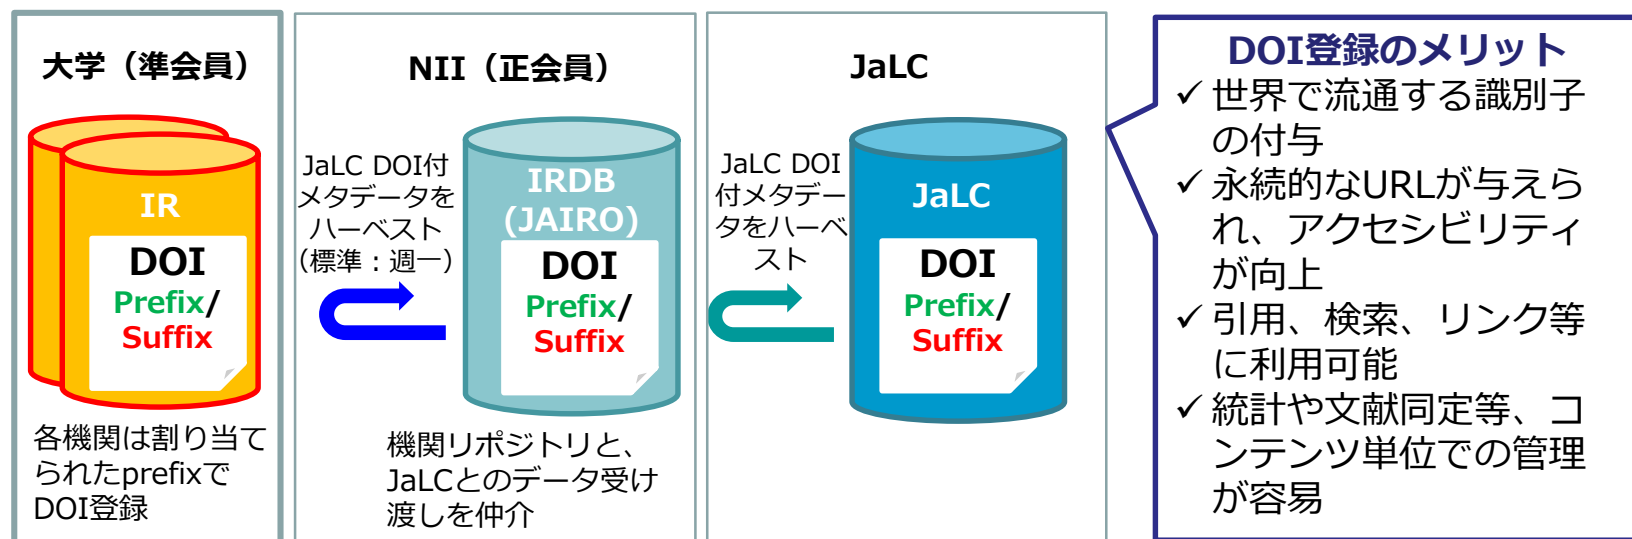 大学（準会員）
IR
DOI
Prefix/
Suffix
各機関は割り当て
られたprefixで
DOI登録
NII（正会員）
JaLC DOI付
メタデータを
ハーベスト
（標準：週一）
IRDB
(JAIRO)
DOI
Prefix/
Suffix
機関リポジトリと、
JaLCとのデータ受け
渡しを仲介
JaLC
JaLC DOI
付メタデー
タをハーベ
スト
JaLC
DOI
Prefix/
Suffix
DOI登録のメリット
✓ 世界で流通する識別子
の付与
✓ 永続的なURLが与えら
れ、アクセシビリティ
が向上
✓ 引用、検索、リンク等
に利用可能
✓ 統計や文献同定等、コ
ンテンツ単位での管理
が容易